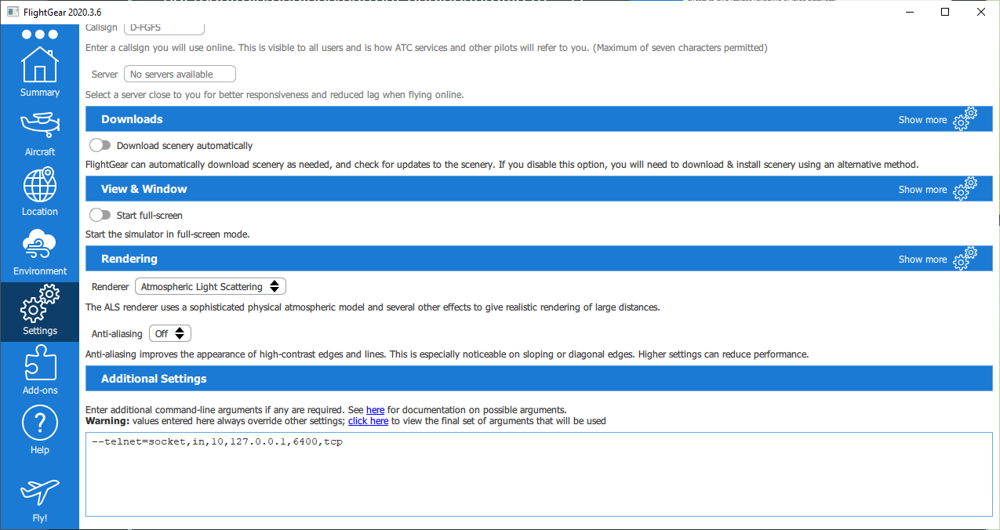 FlightGear 2020.3.6
Summary
Aircraft
Location
Environment
Settings
Add-ons
Help
Fly!
Callsign D-FGFS
Enter a callsign you will use online. This is visible to all users and is how ATC services and other pilots will refer to you. (Maximum of seven characters permitted)
Server No servers available
Select a server close to you for better responsiveness and reduced lag when flying online.
Downloads Show more
Download scenery automatically
FlightGear can automatically download scenery as needed, and check for updates to the scenery. If you disable this option, you will need to download & install scenery using an alternative method.
View & Window Show more
Start full-screen
Start the simulator in full-screen mode.
Rendering Show more
Renderer Atmospheric Light Scattering
The ALS renderer uses a sophisticated physical atmospheric model and several other effects to give realistic rendering of large distances.
Anti-aliasing Off
Anti-aliasing improves the appearance of high-contrast edges and lines. This is especially noticeable on sloping or diagonal edges. Higher settings can reduce performance.
Additional Settings
Enter additional command-line arguments if any are required. See here for documentation on possible arguments.
Warning: values entered here always override other settings; click here to view the final set of arguments that will be used
--telnet=socket,in,10,127.0.0.1,6400,tcp